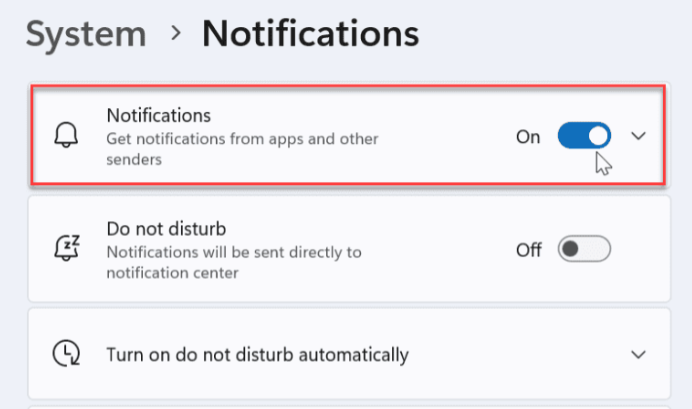 System > Notifications
Notifications
Get notifications from apps and other
senders
On
Do not disturb
Notifications will be sent directly to
notification center
Off
Turn on do not disturb automatically